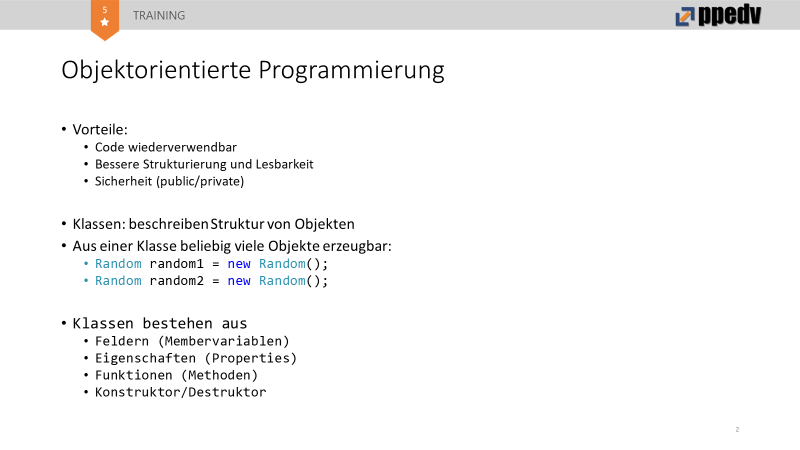 5
TRAINING
ppedv
Objektorientierte Programmierung
• Vorteile:
• Code wiederverwendbar
• Bessere Strukturierung und Lesbarkeit
• Sicherheit (public/private)
• Klassen: beschreiben Struktur von Objekten
• Aus einer Klasse beliebig viele Objekte erzeugbar:
• Random random1 = new Random();
• Random random2 = new Random();
• Klassen bestehen aus
• Feldern (Membervariablen)
• Eigenschaften (Properties)
• Funktionen (Methoden)
• Konstruktor/Destruktor
2